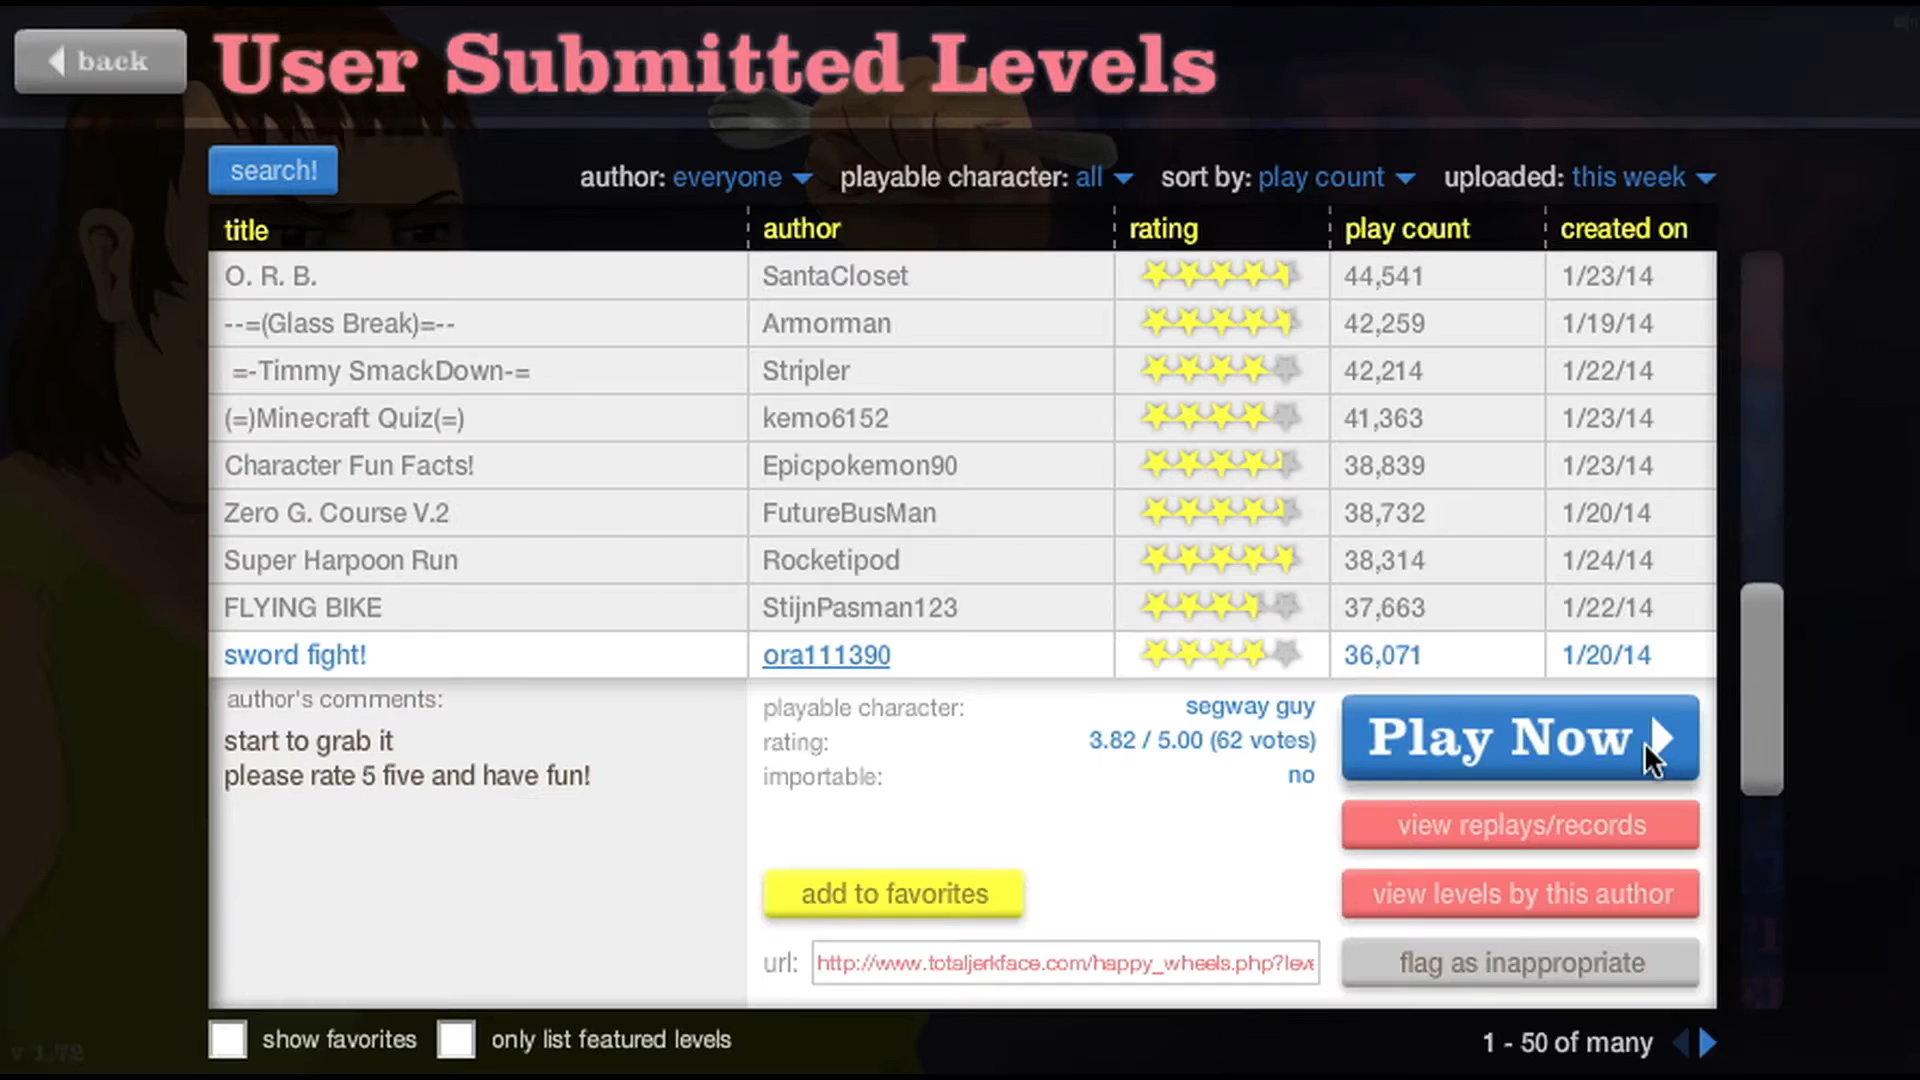 back
User Submitted Levels
search!
author: everyone playable character: all sort by: play count uploaded: this week
title author rating play count created on
O. R. B. SantaCloset 44,541 1/23/14
--=(Glass Break)=-- Armorman 42,259 1/19/14
=-Timmy SmackDown-= Stripler 42,214 1/22/14
(=)Minecraft Quiz(=) kemo6152 41,363 1/23/14
Character Fun Facts! Epicpokemon90 38,839 1/23/14
Zero G. Course V.2 FutureBusMan 38,732 1/20/14
Super Harpoon Run Rocketipod 38,314 1/24/14
FLYING BIKE StijnPasman123 37,663 1/22/14
sword fight! ora111390 36,071 1/20/14
author's comments:
start to grab it
please rate 5 five and have fun!
playable character: segway guy
rating: 3.82 / 5.00 (62 votes)
importable: no
add to favorites
url: http://www.totaljerkface.com/happy_wheels.php?leve
Play Now
view replays/records
view levels by this author
flag as inappropriate
show favorites only list featured levels
1 - 50 of many
v 1.72